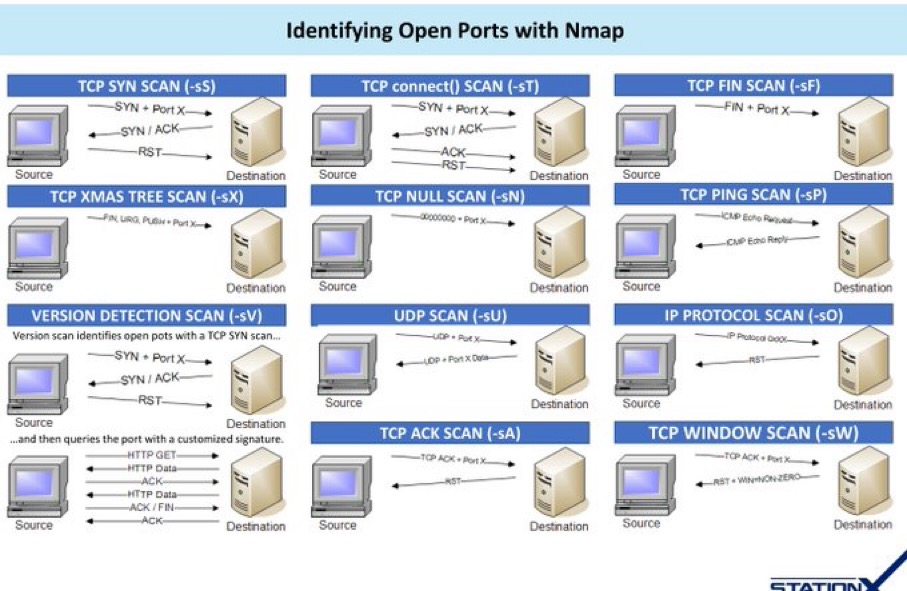 Identifying Open Ports with Nmap
TCP SYN SCAN (-sS)
SYN + Port X
SYN / ACK
RST
Source
Destination
TCP connect() SCAN (-sT)
SYN + Port X
SYN / ACK
ACK
RST
Source
Destination
TCP FIN SCAN (-sF)
FIN + Port X
Source
Destination
TCP XMAS TREE SCAN (-sX)
FIN, URG, PUSH + Port X
Source
Destination
TCP NULL SCAN (-sN)
00000000 + Port X
Source
Destination
TCP PING SCAN (-sP)
ICMP Echo Request
ICMP Echo Reply
Source
Destination
VERSION DETECTION SCAN (-sV)
Version scan identifies open pots with a TCP SYN scan...
SYN + Port X
SYN / ACK
RST
Source
Destination
...and then queries the port with a customized signature.
HTTP GET
HTTP Data
ACK
HTTP Data
ACK / FIN
ACK
Source
Destination
UDP SCAN (-sU)
UDP + Port X
UDP + Port X Data
Source
Destination
IP PROTOCOL SCAN (-sO)
IP Protocol
RST
Source
Destination
TCP ACK SCAN (-sA)
TCP ACK + Port X
RST
Source
Destination
TCP WINDOW SCAN (-sW)
TCP ACK + Port X
RST + WIN=NON-ZERO
Source
Destination
STATIONX